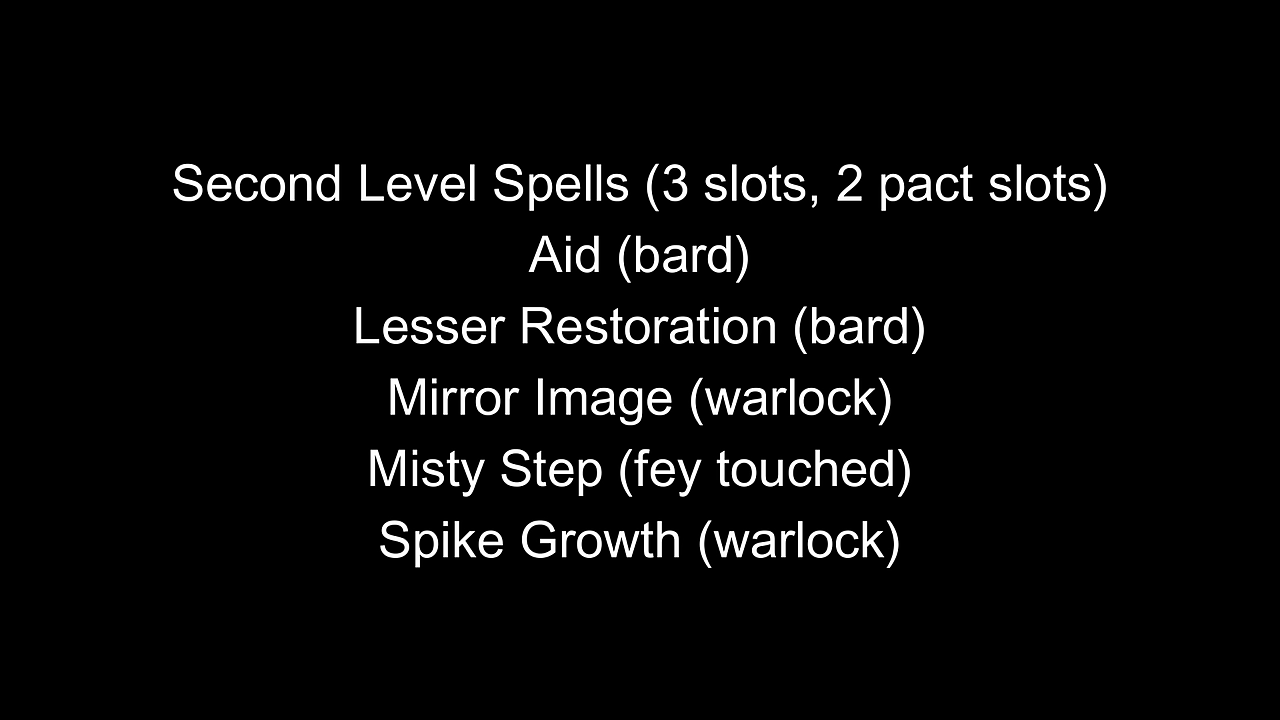 Second Level Spells (3 slots, 2 pact slots)
Aid (bard)
Lesser Restoration (bard)
Mirror Image (warlock)
Misty Step (fey touched)
Spike Growth (warlock)